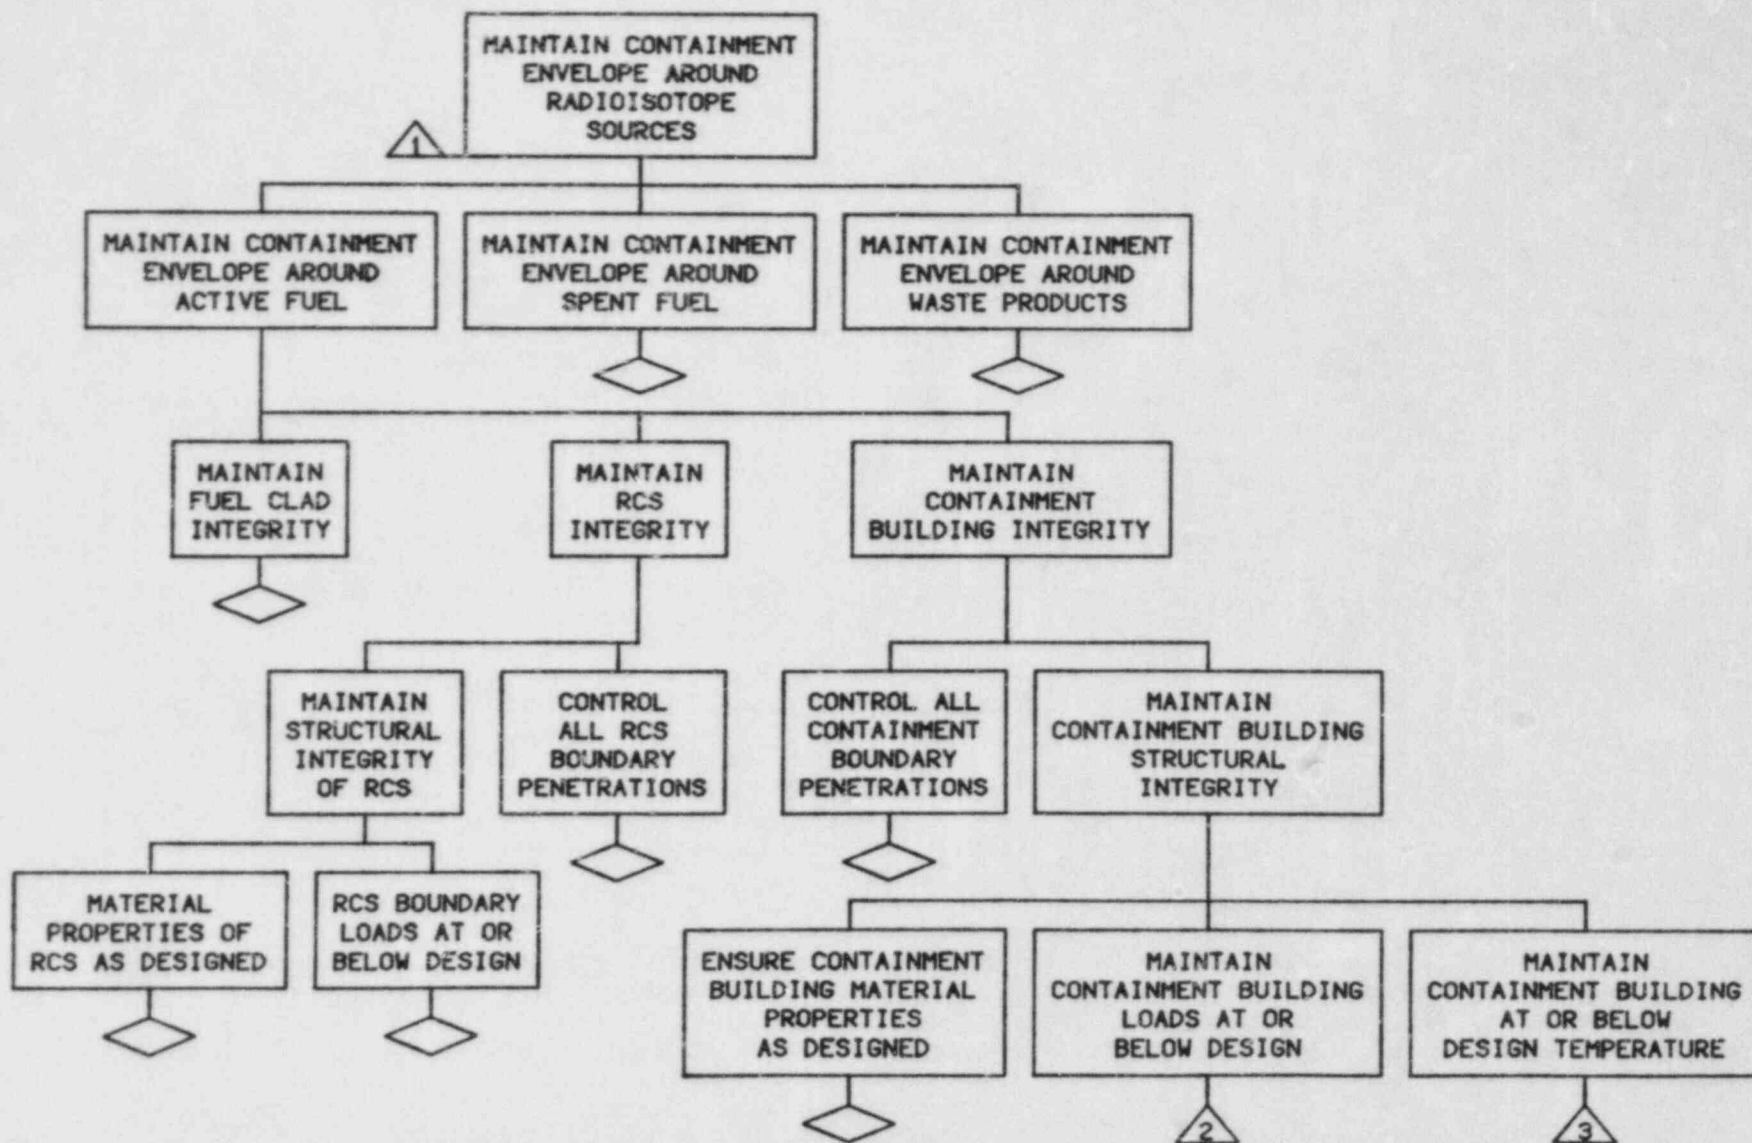 MAINTAIN CONTAINMENT
ENVELOPE AROUND
RADIOISOTOPE
SOURCES
1
MAINTAIN CONTAINMENT
ENVELOPE AROUND
ACTIVE FUEL
MAINTAIN CONTAINMENT
ENVELOPE AROUND
SPENT FUEL
MAINTAIN CONTAINMENT
ENVELOPE AROUND
WASTE PRODUCTS
MAINTAIN
FUEL CLAD
INTEGRITY
MAINTAIN
RCS
INTEGRITY
MAINTAIN
CONTAINMENT
BUILDING INTEGRITY
MAINTAIN
STRUCTURAL
INTEGRITY
OF RCS
CONTROL
ALL RCS
BOUNDARY
PENETRATIONS
CONTROL ALL
CONTAINMENT
BOUNDARY
PENETRATIONS
MAINTAIN
CONTAINMENT BUILDING
STRUCTURAL
INTEGRITY
MATERIAL
PROPERTIES OF
RCS AS DESIGNED
RCS BOUNDARY
LOADS AT OR
BELOW DESIGN
ENSURE CONTAINMENT
BUILDING MATERIAL
PROPERTIES
AS DESIGNED
MAINTAIN
CONTAINMENT BUILDING
LOADS AT OR
BELOW DESIGN
MAINTAIN
CONTAINMENT BUILDING
AT OR BELOW
DESIGN TEMPERATURE
2
3